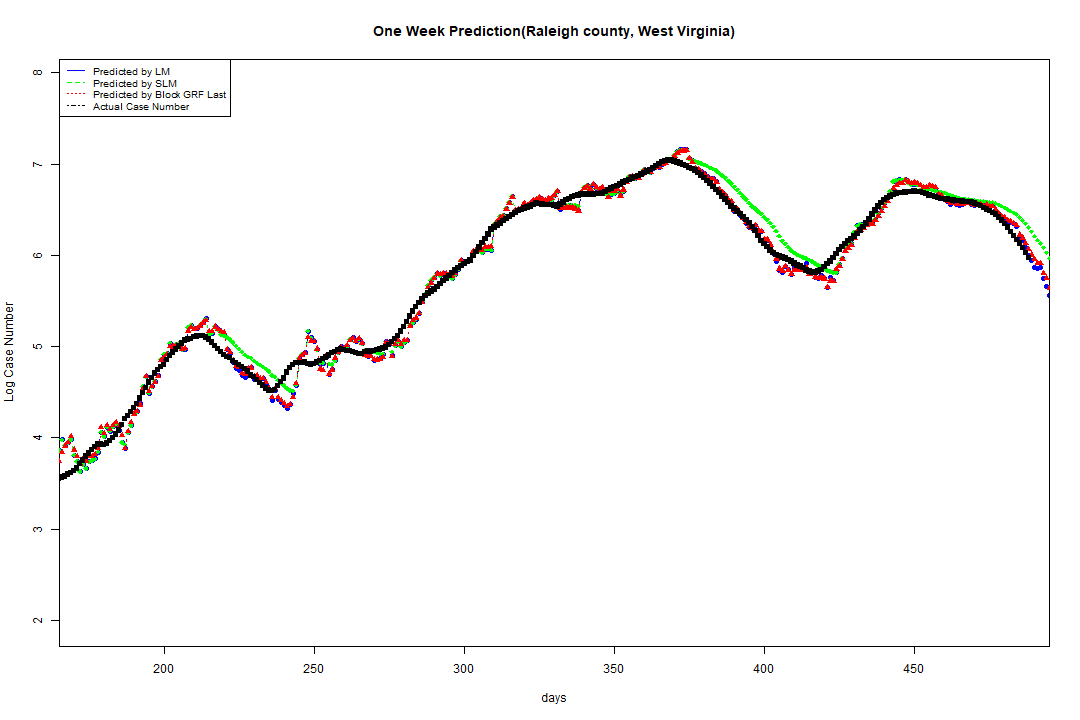 One Week Prediction(Raleigh county, West Virginia)
Predicted by LM
Predicted by SLM
Predicted by Block GRF Last
Actual Case Number
8
7
6
5
4
3
2
Log Case Number
200 250 300 350 400 450
days